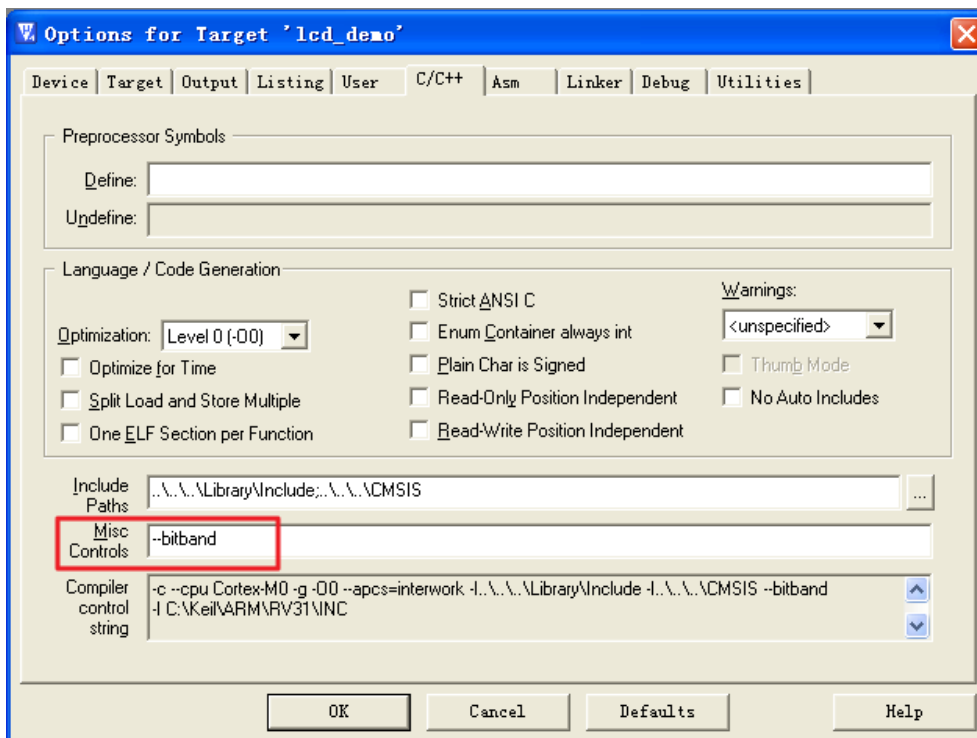 Options for Target 'lcd_demo'
Device Target Output Listing User C/C++ Asm Linker Debug Utilities
Preprocessor Symbols
Define:
Undefine:
Language / Code Generation
Optimization: Level 0 (-O0)
Optimize for Time
Split Load and Store Multiple
One ELF Section per Function
Strict ANSI C
Enum Container always int
Plain Char is Signed
Read-Only Position Independent
Read-Write Position Independent
Warnings:
<unspecified>
Thumb Mode
No Auto Includes
Include Paths ..\..\..\Library\Include;..\..\..\CMSIS ...
Misc Controls --bitband
Compiler control string -c --cpu Cortex-M0 -g -O0 --apcs=interwork -I..\..\..\Library\Include -I..\..\..\CMSIS --bitband
-I C:\Keil\ARM\RV31\INC
OK Cancel Defaults Help